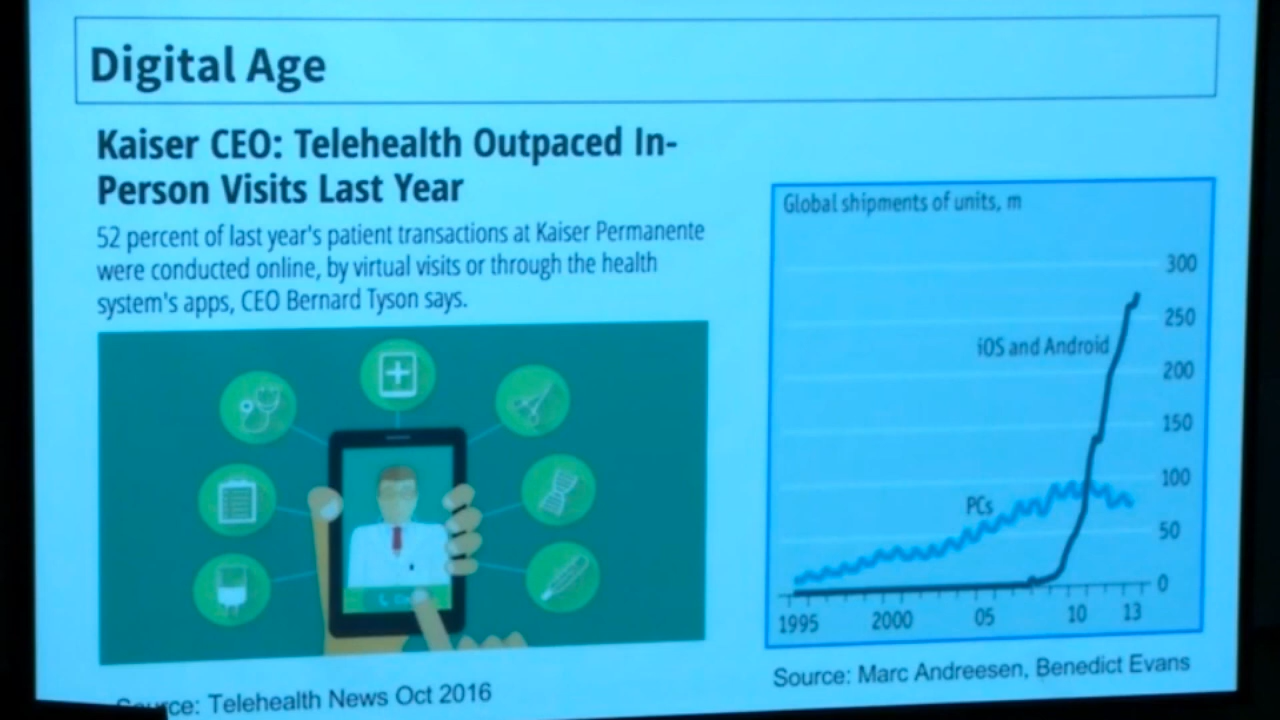 Digital Age
Kaiser CEO: Telehealth Outpaced In-
Person Visits Last Year
52 percent of last year's patient transactions at Kaiser Permanente
were conducted online, by virtual visits or through the health
system's apps, CEO Bernard Tyson says.
Source: Telehealth News Oct 2016
Global shipments of units, m
300
250
iOS and Android
200
150
100
PCs
50
0
1995 2000 05 10 13
Source: Marc Andreesen, Benedict Evans